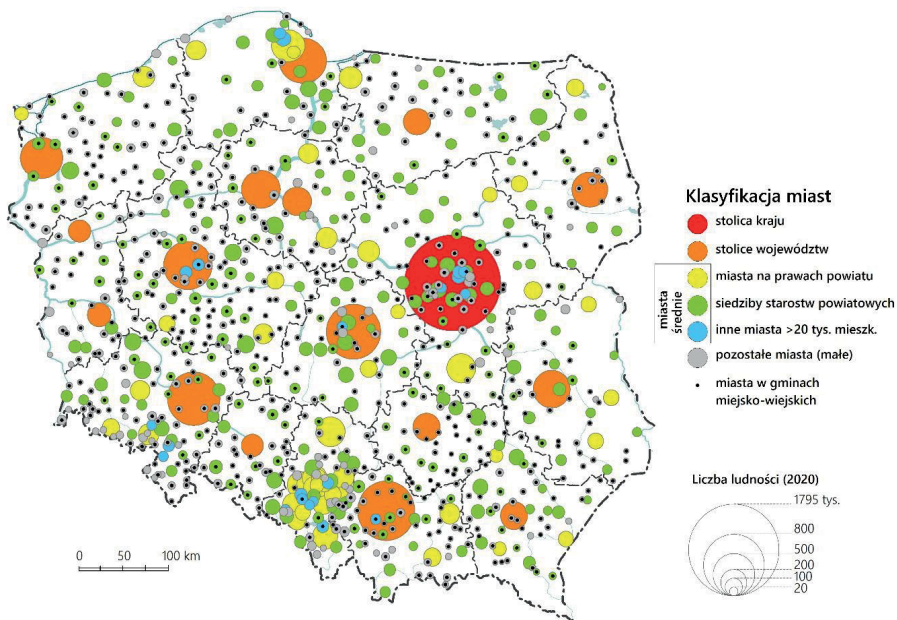 Klasyfikacja miast
stolica kraju
stolice województw
miasta na prawach powiatu
siedziby starostw powiatowych
inne miasta >20 tys. mieszk.
miasta
średnie
pozostałe miasta (małe)
miasta w gminach
miejsko-wiejskich
Liczba ludności (2020)
1795 tys.
800
500
200
100
20
0 50 100 km